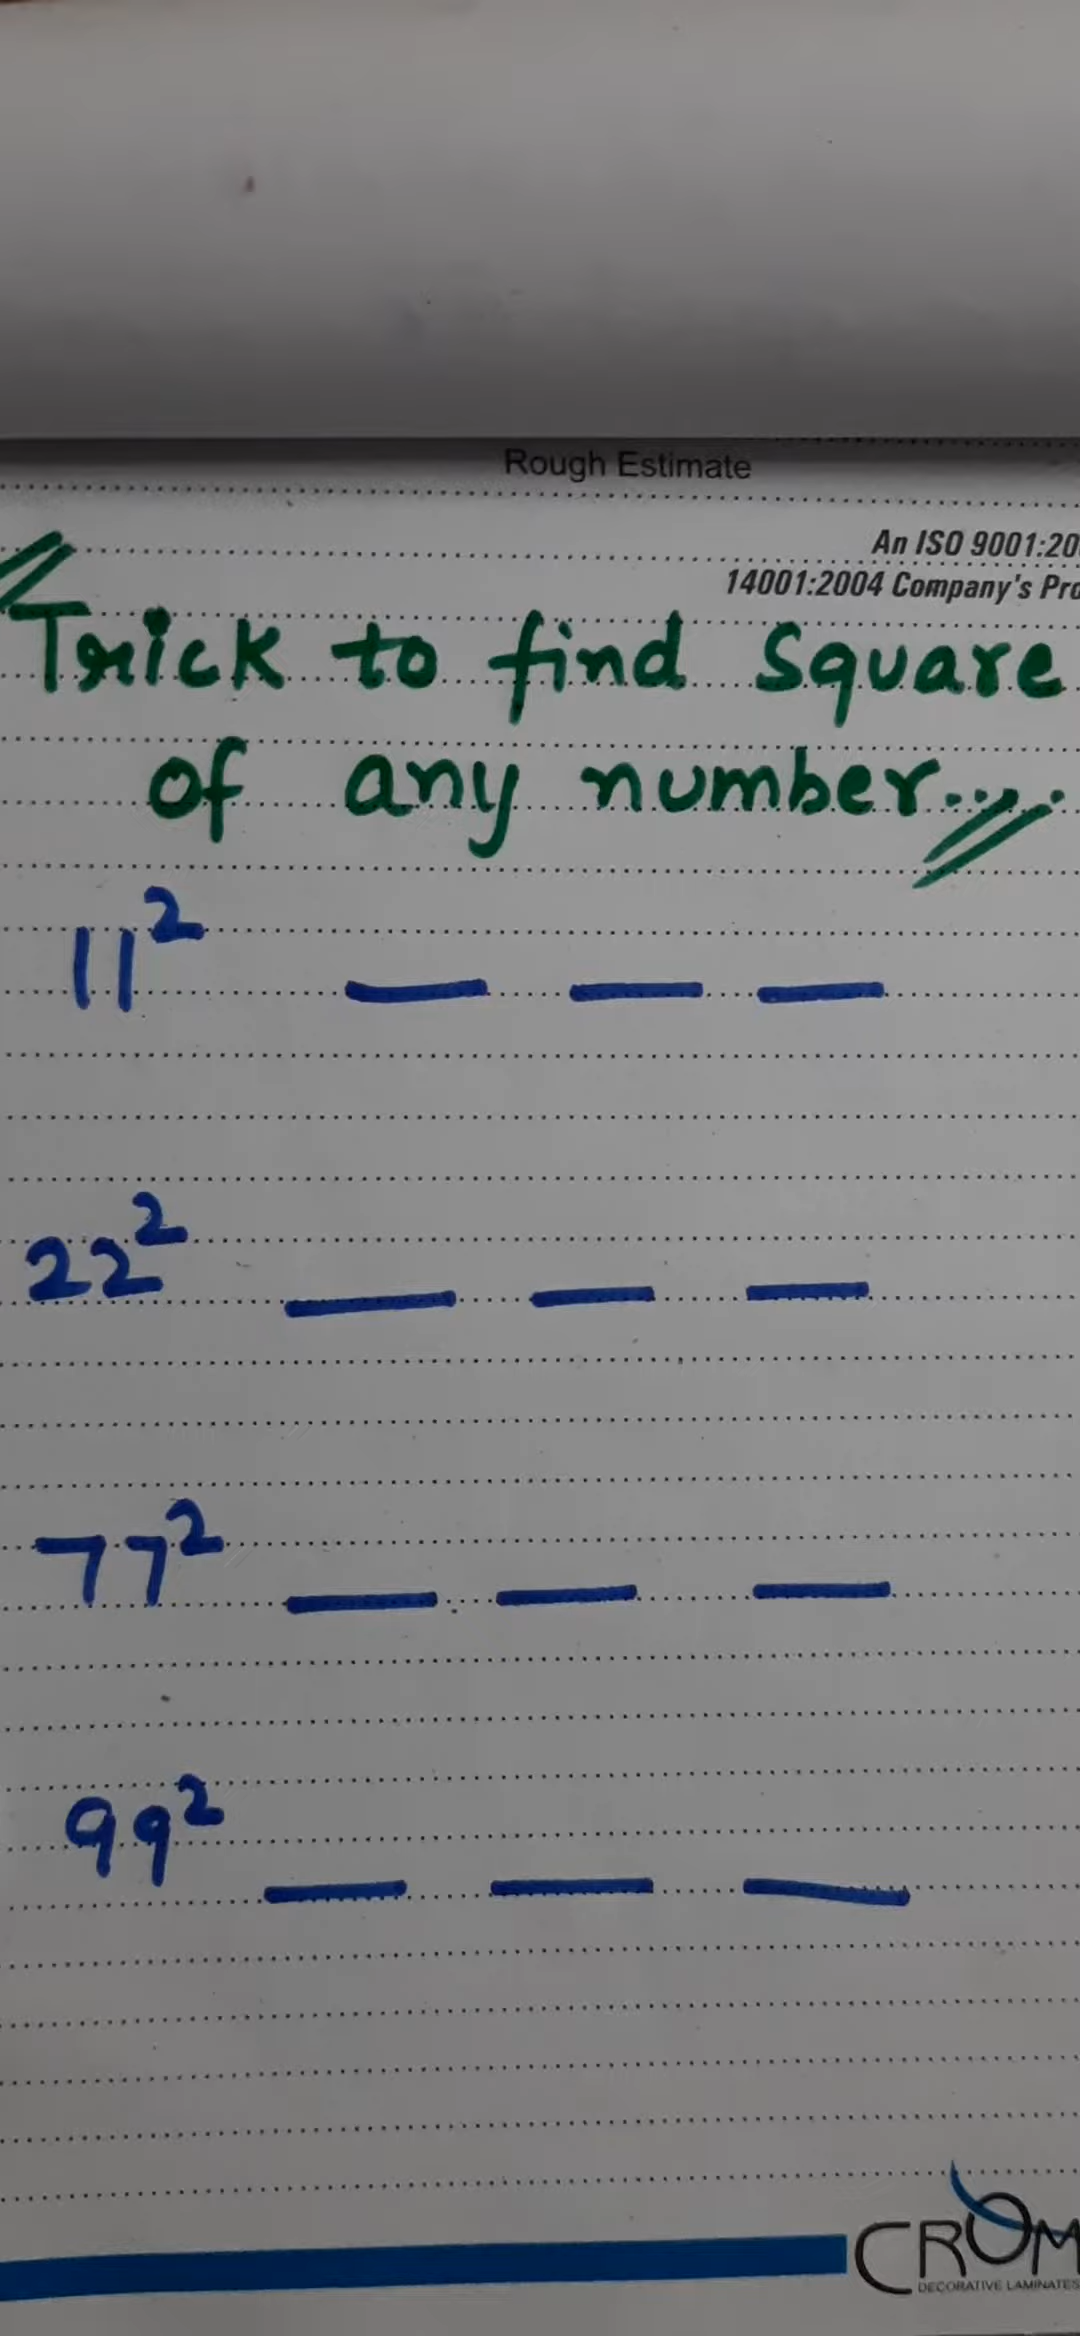 Rough Estimate
An ISO 9001:20
14001:2004 Company's Pro
Trick to find Square
of any number....
11²
22²
77²
99²
CROM
DECORATIVE LAMINATES